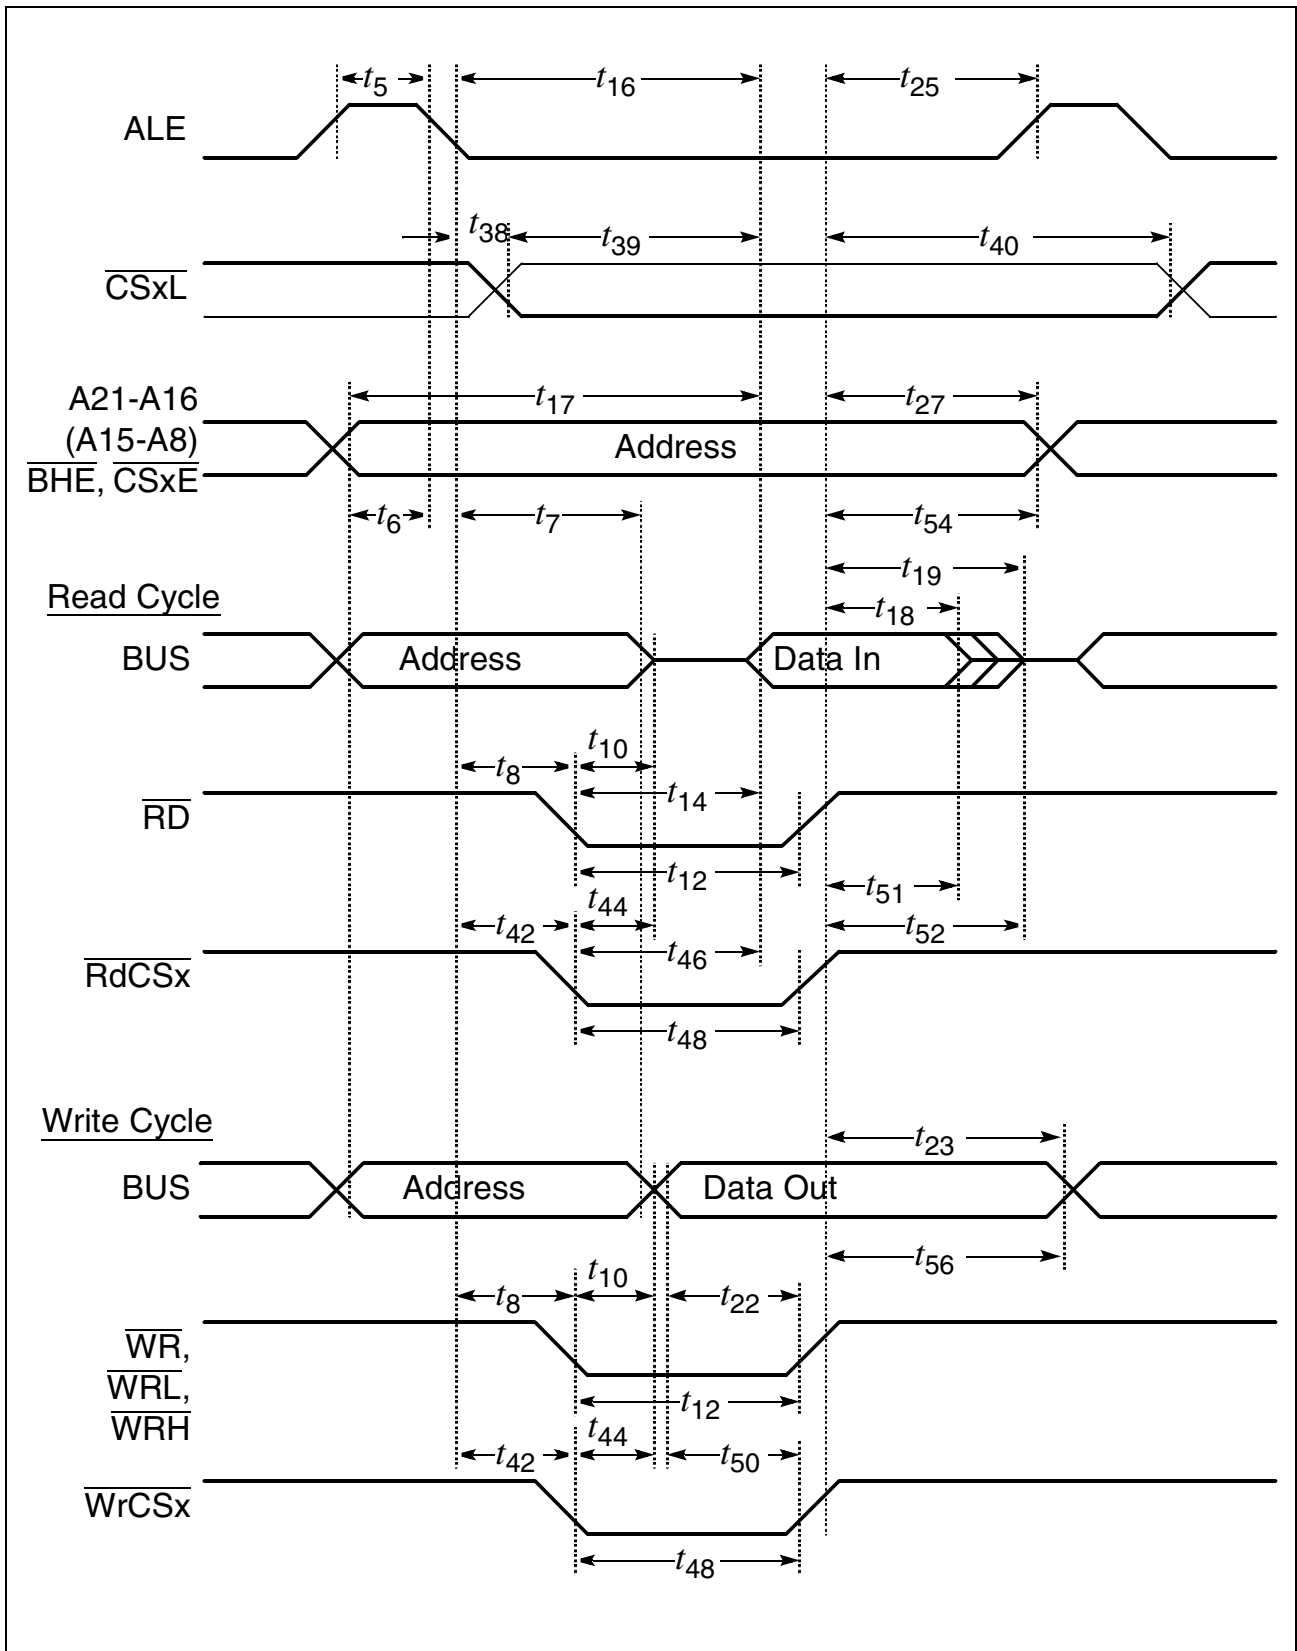 t5 t16 t25
ALE
t38 t39 t40
CSxL
A21-A16 t17 t27
(A15-A8) Address
BHE, CSxE
t6 t7 t54
t19
Read Cycle t18
BUS Address Data In
t10
t8 t14
RD
t12 t51
t44
t42 t46 t52
RdCSx
t48
Write Cycle t23
BUS Address Data Out
t56
t10
t8 t22
WR,
WRL,
t12
WRH
t44
t42 t50
WrCSx
t48